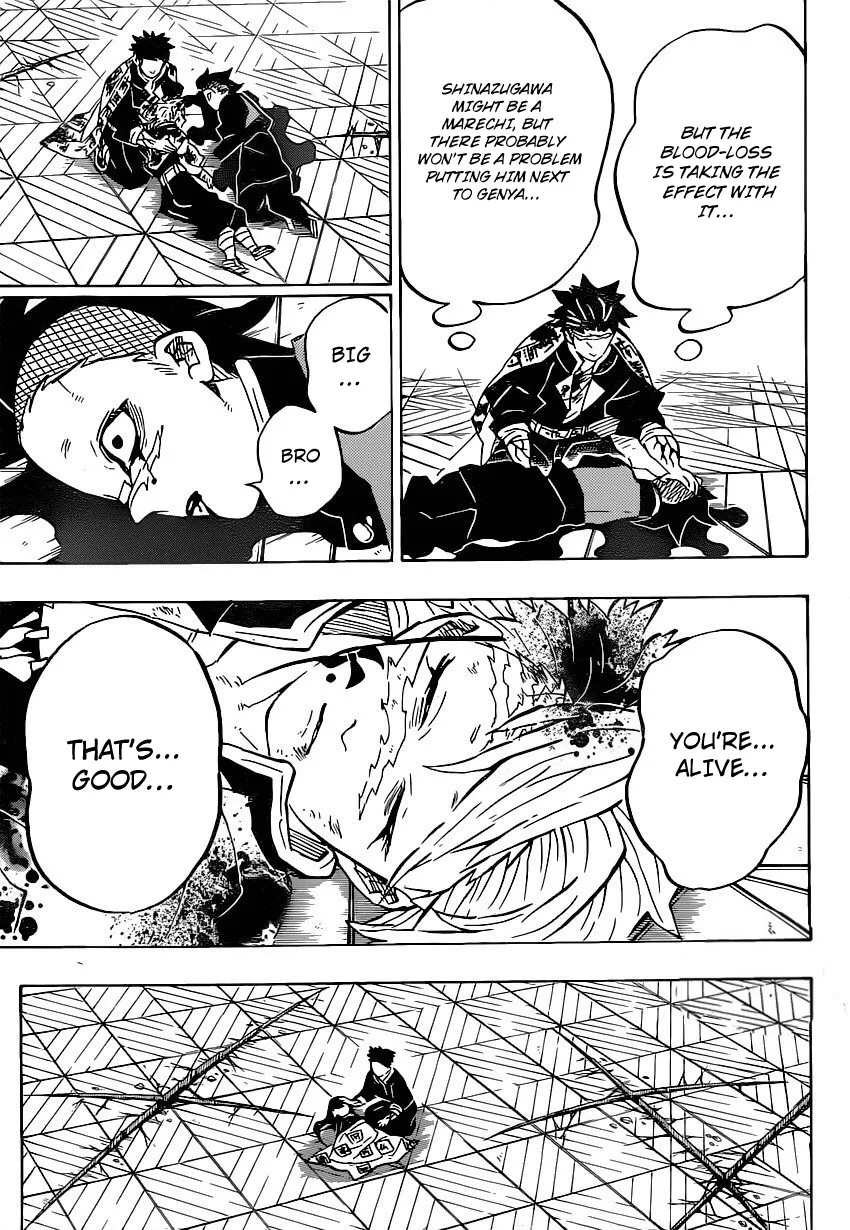 BUT THE
BLOOD-LOSS
IS TAKING THE
EFFECT WITH
IT...
SHINAZUGAWA
MIGHT BE A
MARECHI, BUT
THERE PROBABLY
WON'T BE A PROBLEM
PUTTING HIM NEXT
TO GENYA...
BIG
...
BRO
...
YOU'RE...
ALIVE...
THAT'S...
GOOD...